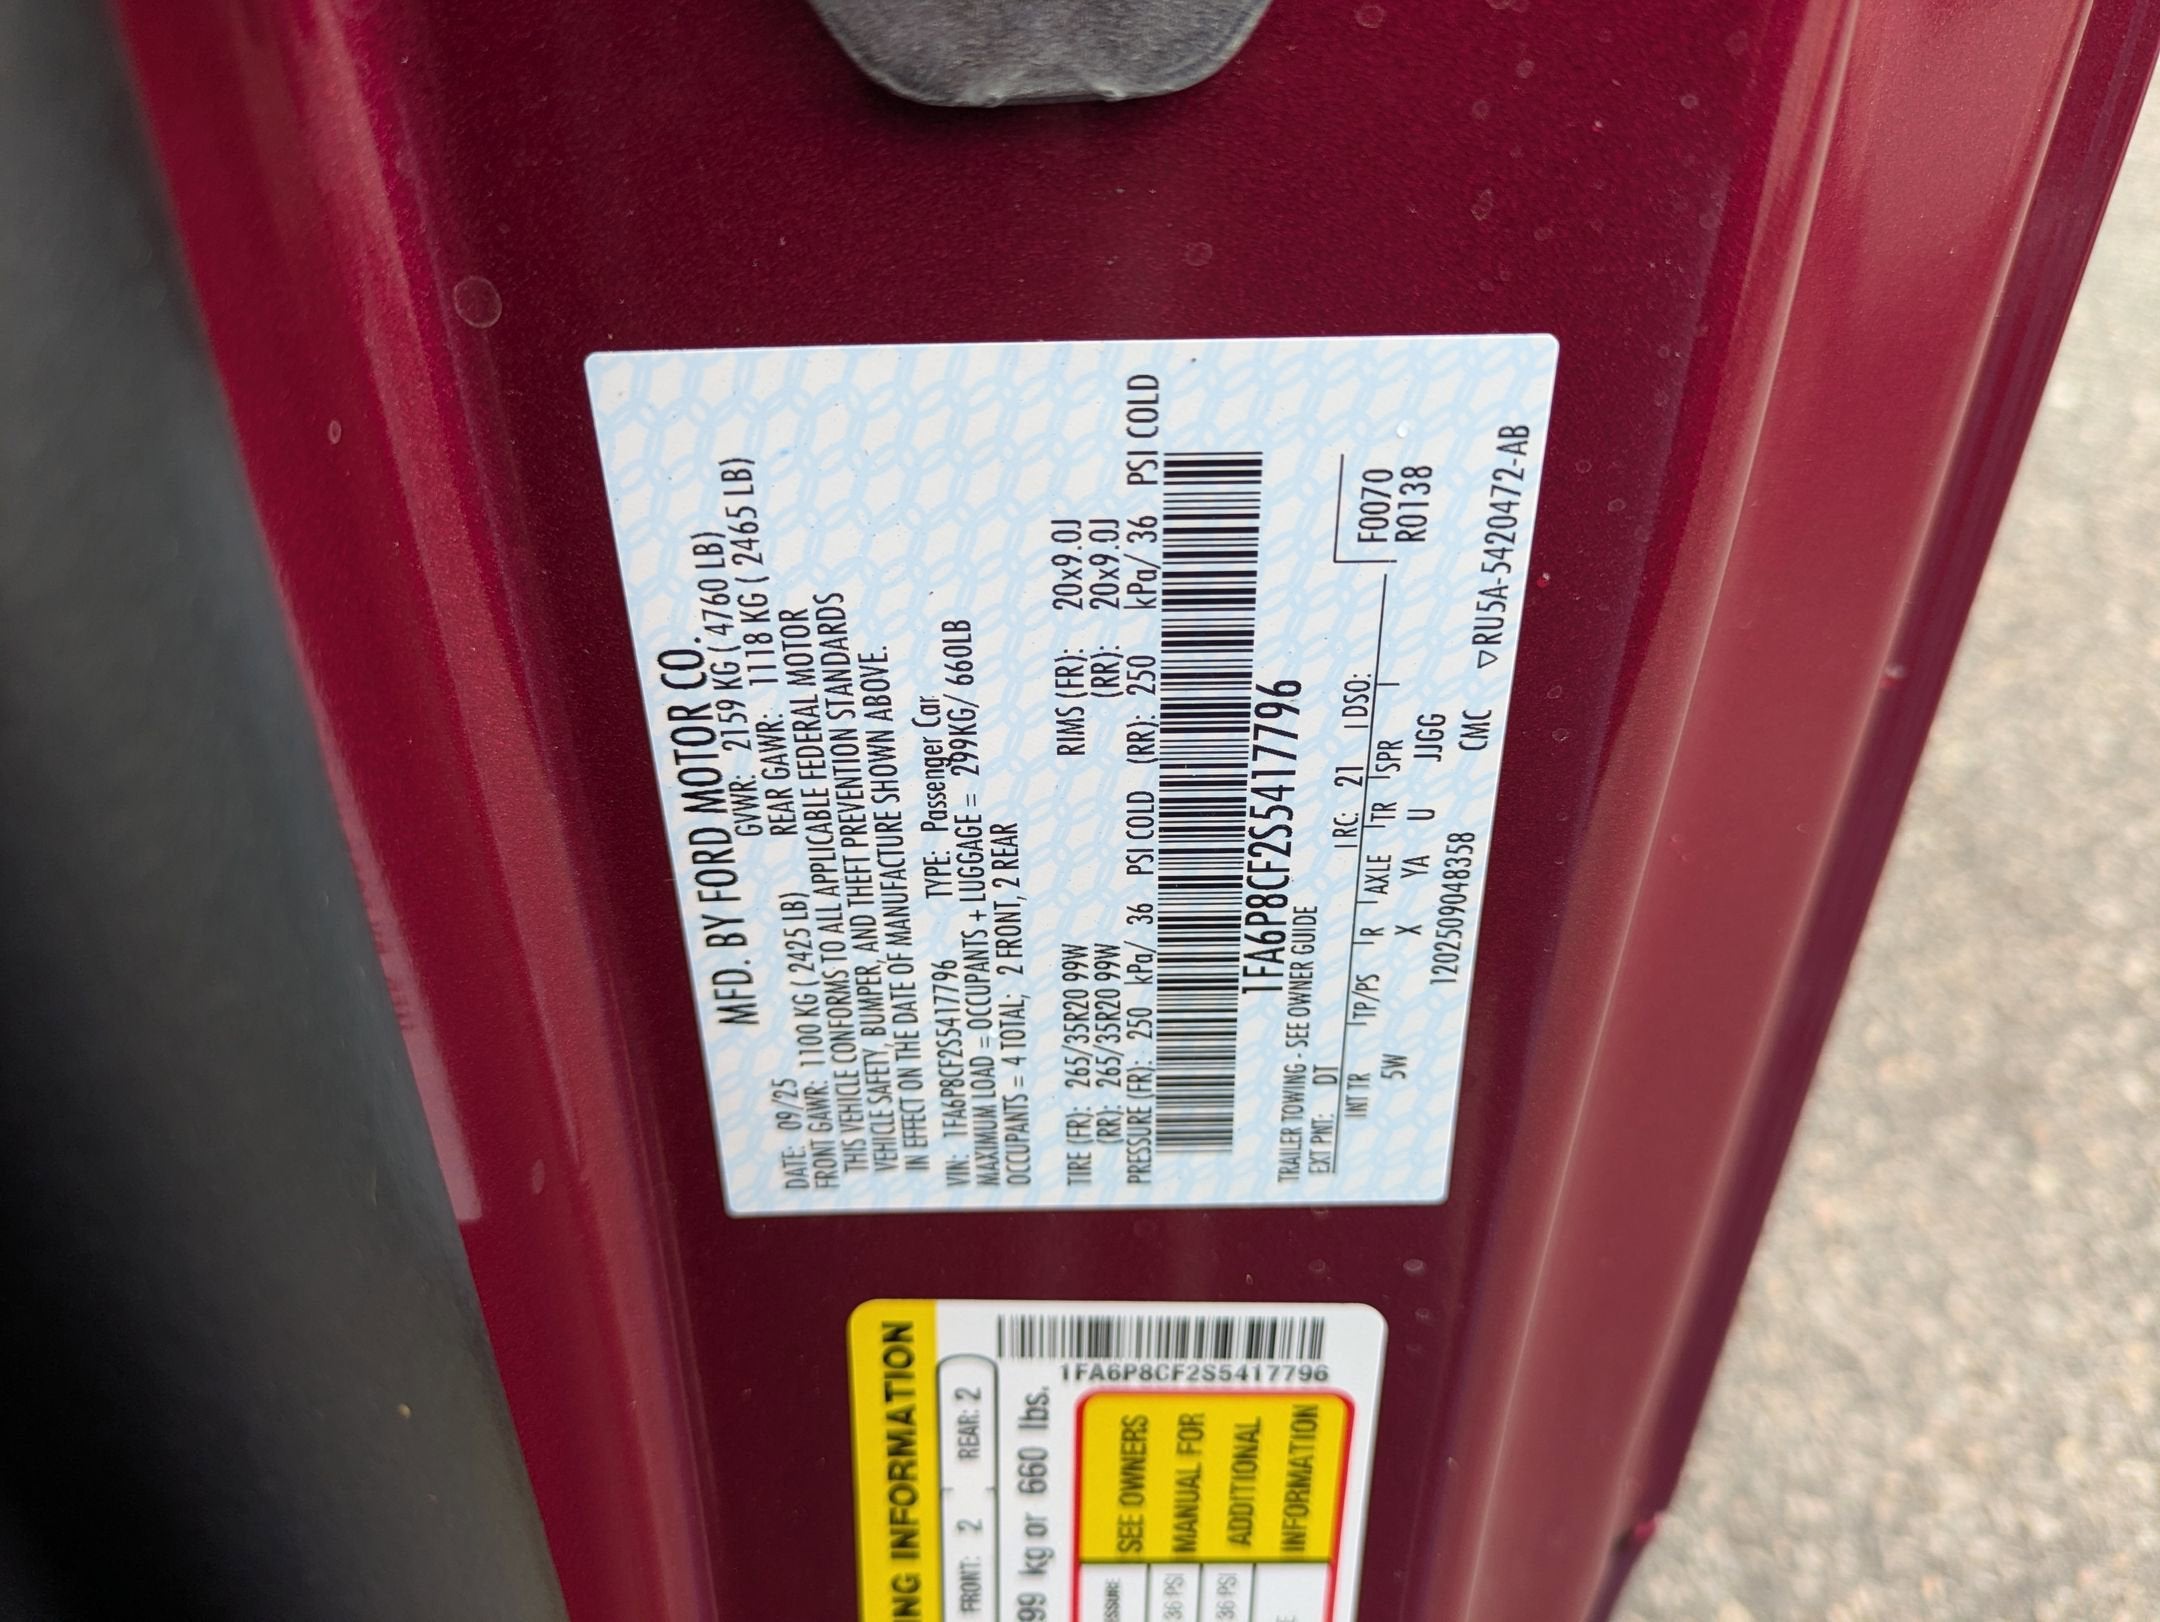 MFD. BY FORD MOTOR CO.
DATE: 09/25 GVWR: 2159 KG ( 4760 LB)
FRONT GAWR: 1100 KG ( 2425 LB) REAR GAWR: 1118 KG ( 2465 LB)
THIS VEHICLE CONFORMS TO ALL APPLICABLE FEDERAL MOTOR
VEHICLE SAFETY, BUMPER, AND THEFT PREVENTION STANDARDS
IN EFFECT ON THE DATE OF MANUFACTURE SHOWN ABOVE.
VIN: 1FA6P8CF2S5417796 TYPE: Passenger Car
MAXIMUM LOAD = OCCUPANTS + LUGGAGE = 299KG/ 660LB
OCCUPANTS = 4 TOTAL; 2 FRONT, 2 REAR
TIRE (FR): 265/35R20 99W RIMS (FR): 20x9.0J
(RR): 265/35R20 99W (RR): 20x9.0J
PRESSURE (FR): 250 kPa/ 36 PSI COLD (RR): 250 kPa/ 36 PSI COLD
1FA6P8CF2S5417796
TRAILER TOWING - SEE OWNER GUIDE
EXT PNT: DT RC: 21 DSO:
F0070
INT TR TP/PS R AXLE TR SPR
R0138
5W X YA U JJGG
1202509048358 CMC ▽RU5A-5420472-AB
ING INFORMATION
FRONT: 2 REAR: 2
99 kg or 660 lbs.
1FA6P8CF2S5417796
SEE OWNERS
MANUAL FOR
ADDITIONAL
INFORMATION
SSURE
36 PSI
36 PSI